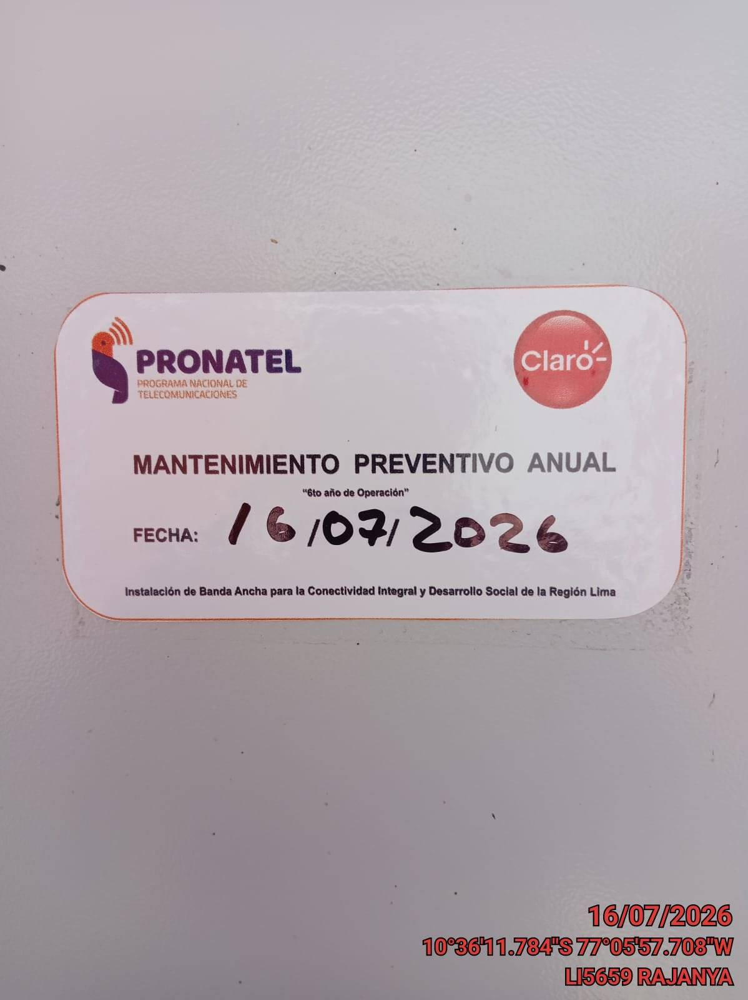 PRONATEL
PROGRAMA NACIONAL DE
TELECOMUNICACIONES
Claro
MANTENIMIENTO PREVENTIVO ANUAL
“6to año de Operación”
FECHA: 16/07/2026
Instalación de Banda Ancha para la Conectividad Integral y Desarrollo Social de la Región Lima
16/07/2026
10°36'11.784"S 77°05'57.708"W
LI5659 RAJANYA